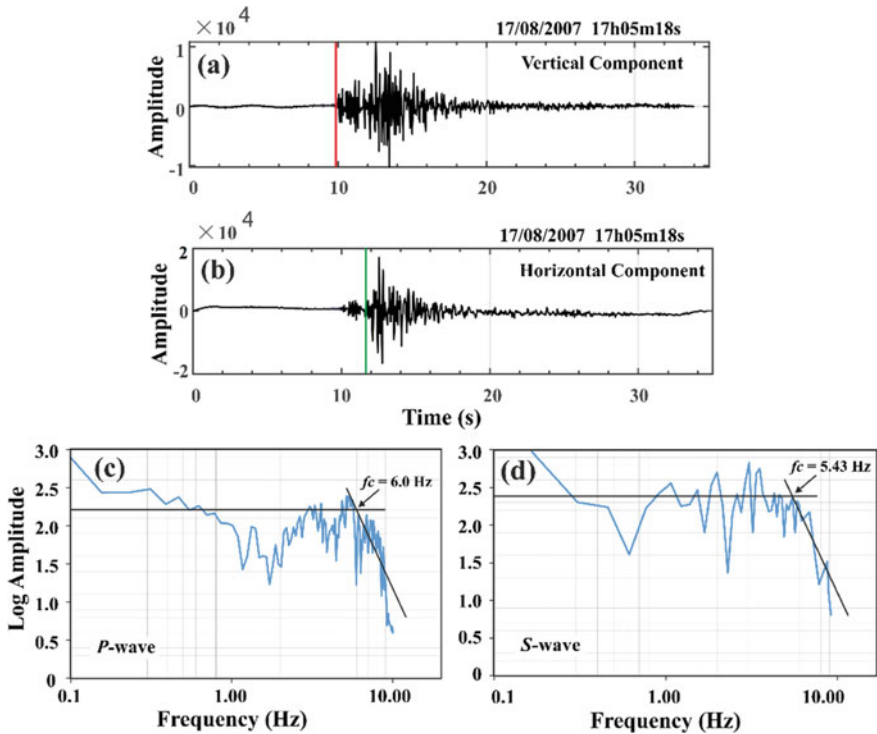 × 10 4
17/08/2007 17h05m18s
(a)
Vertical Component
Amplitude
1
0
-1
0 10 20 30
× 10 4
17/08/2007 17h05m18s
(b)
Horizontal Component
Amplitude
2
0
-2
0 10 20 30
Time (s)
(c)
fc = 6.0 Hz
Log Amplitude
3.0
2.5
2.0
1.5
1.0
0.5
0
P-wave
0.1 1.00 10.00
Frequency (Hz)
(d)
fc = 5.43 Hz
3.0
2.5
2.0
1.5
1.0
0.5
0
S-wave
0.1 1.00 10.00
Frequency (Hz)